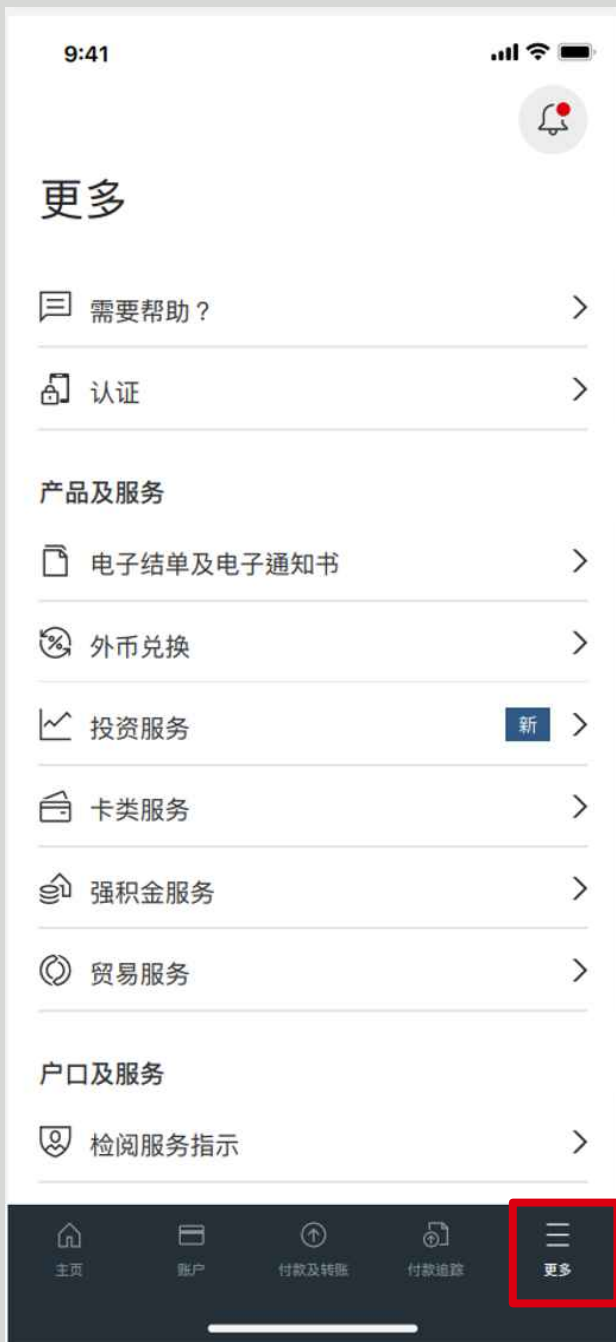 9:41
更多
需要帮助？
认证
产品及服务
电子结单及电子通知书
外币兑换
投资服务 新
卡类服务
强积金服务
贸易服务
户口及服务
检阅服务指示
主页 账户 付款及转账 付款追踪 更多